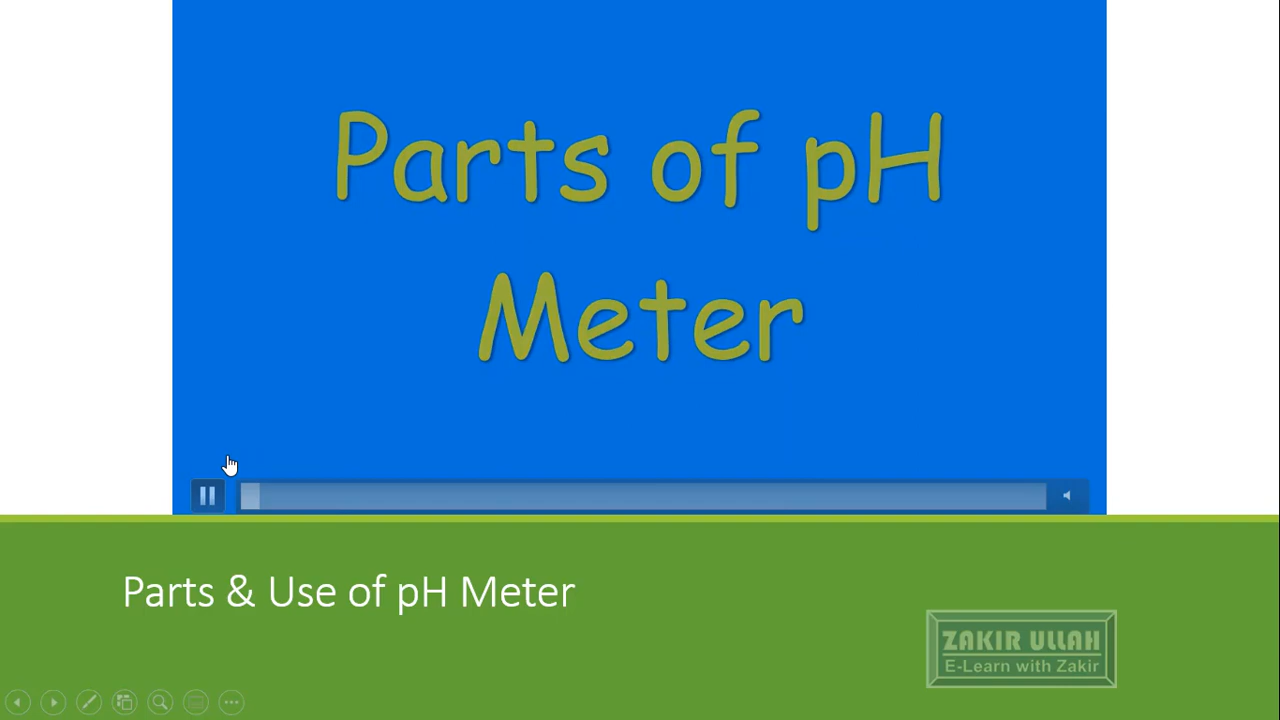 Parts of pH
Meter
Parts & Use of pH Meter
ZAKIR ULLAH
E-Learn with Zakir